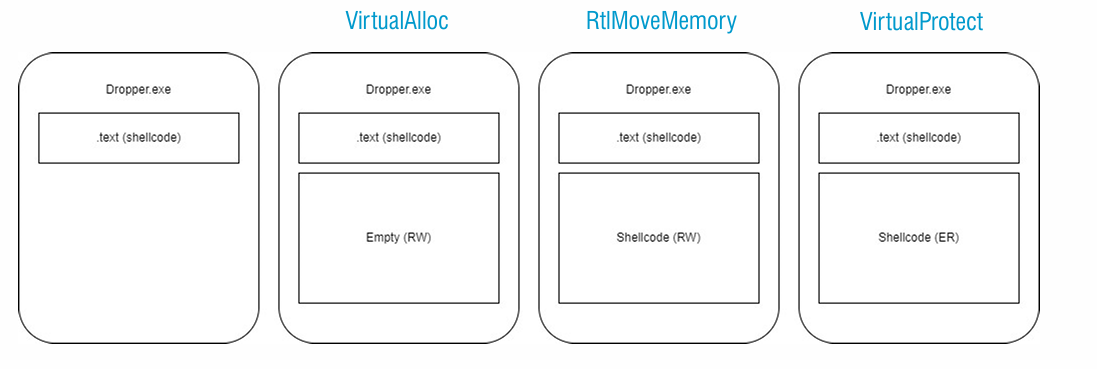 VirtualAlloc
RtlMoveMemory
VirtualProtect
Dropper.exe
.text (shellcode)
Dropper.exe
.text (shellcode)
Empty (RW)
Dropper.exe
.text (shellcode)
Shellcode (RW)
Dropper.exe
.text (shellcode)
Shellcode (ER)